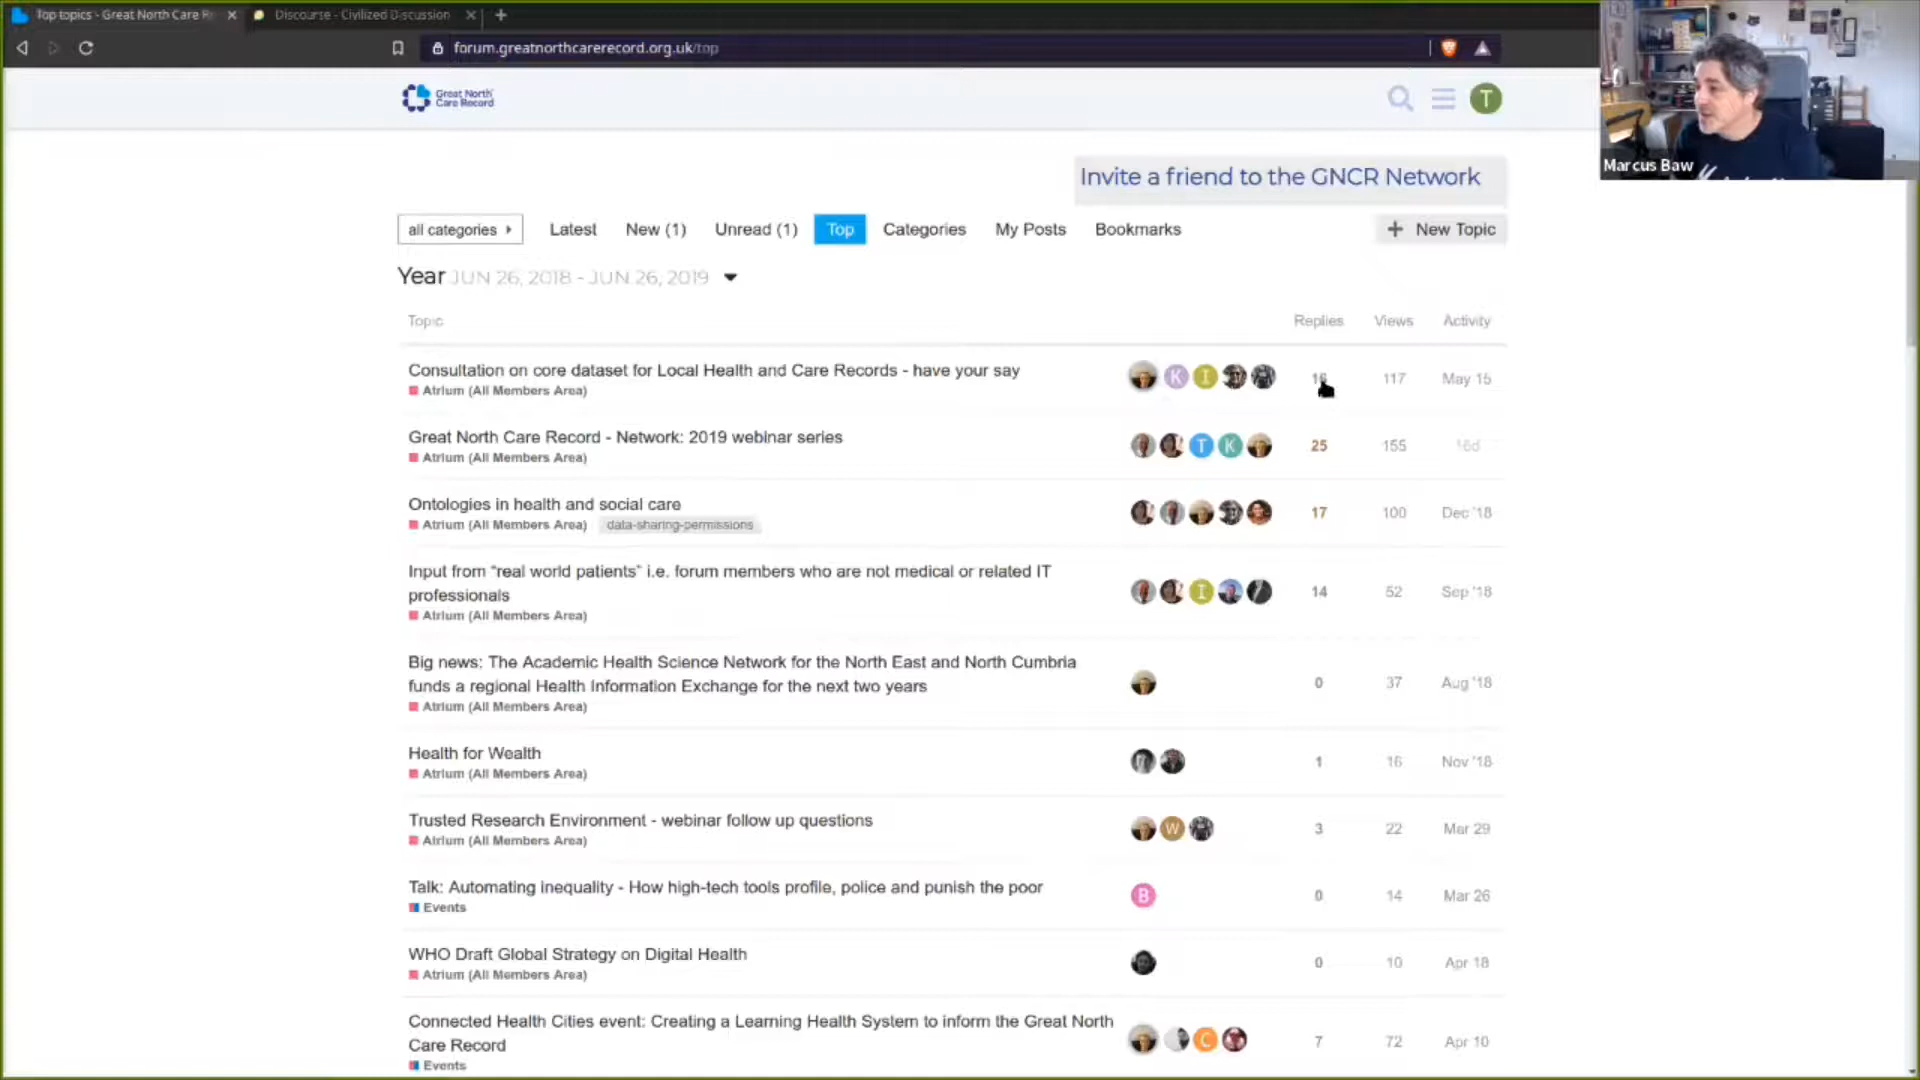 Top topics - Great North Care R
Discourse - Civilized Discussion
forum.greatnorthcarerecord.org.uk/top
Great North
Care Record
T
Marcus Baw
Invite a friend to the GNCR Network
all categories
Latest
New (1)
Unread (1)
Top
Categories
My Posts
Bookmarks
+ New Topic
Year JUN 26, 2018 - JUN 26, 2019
Topic Replies Views Activity
Consultation on core dataset for Local Health and Care Records - have your say
Atrium (All Members Area)
K I
117 May 15
Great North Care Record - Network: 2019 webinar series
Atrium (All Members Area)
T K
25 155 16d
Ontologies in health and social care
Atrium (All Members Area) data-sharing-permissions
17 100 Dec '18
Input from “real world patients” i.e. forum members who are not medical or related IT
professionals
Atrium (All Members Area)
I
14 52 Sep '18
Big news: The Academic Health Science Network for the North East and North Cumbria
funds a regional Health Information Exchange for the next two years
Atrium (All Members Area)
0 37 Aug '18
Health for Wealth
Atrium (All Members Area)
1 16 Nov '18
Trusted Research Environment - webinar follow up questions
Atrium (All Members Area)
W
3 22 Mar 29
Talk: Automating inequality - How high-tech tools profile, police and punish the poor
Events
B
0 14 Mar 26
WHO Draft Global Strategy on Digital Health
Atrium (All Members Area)
0 10 Apr 18
Connected Health Cities event: Creating a Learning Health System to inform the Great North
Care Record
Events
C
7 72 Apr 10